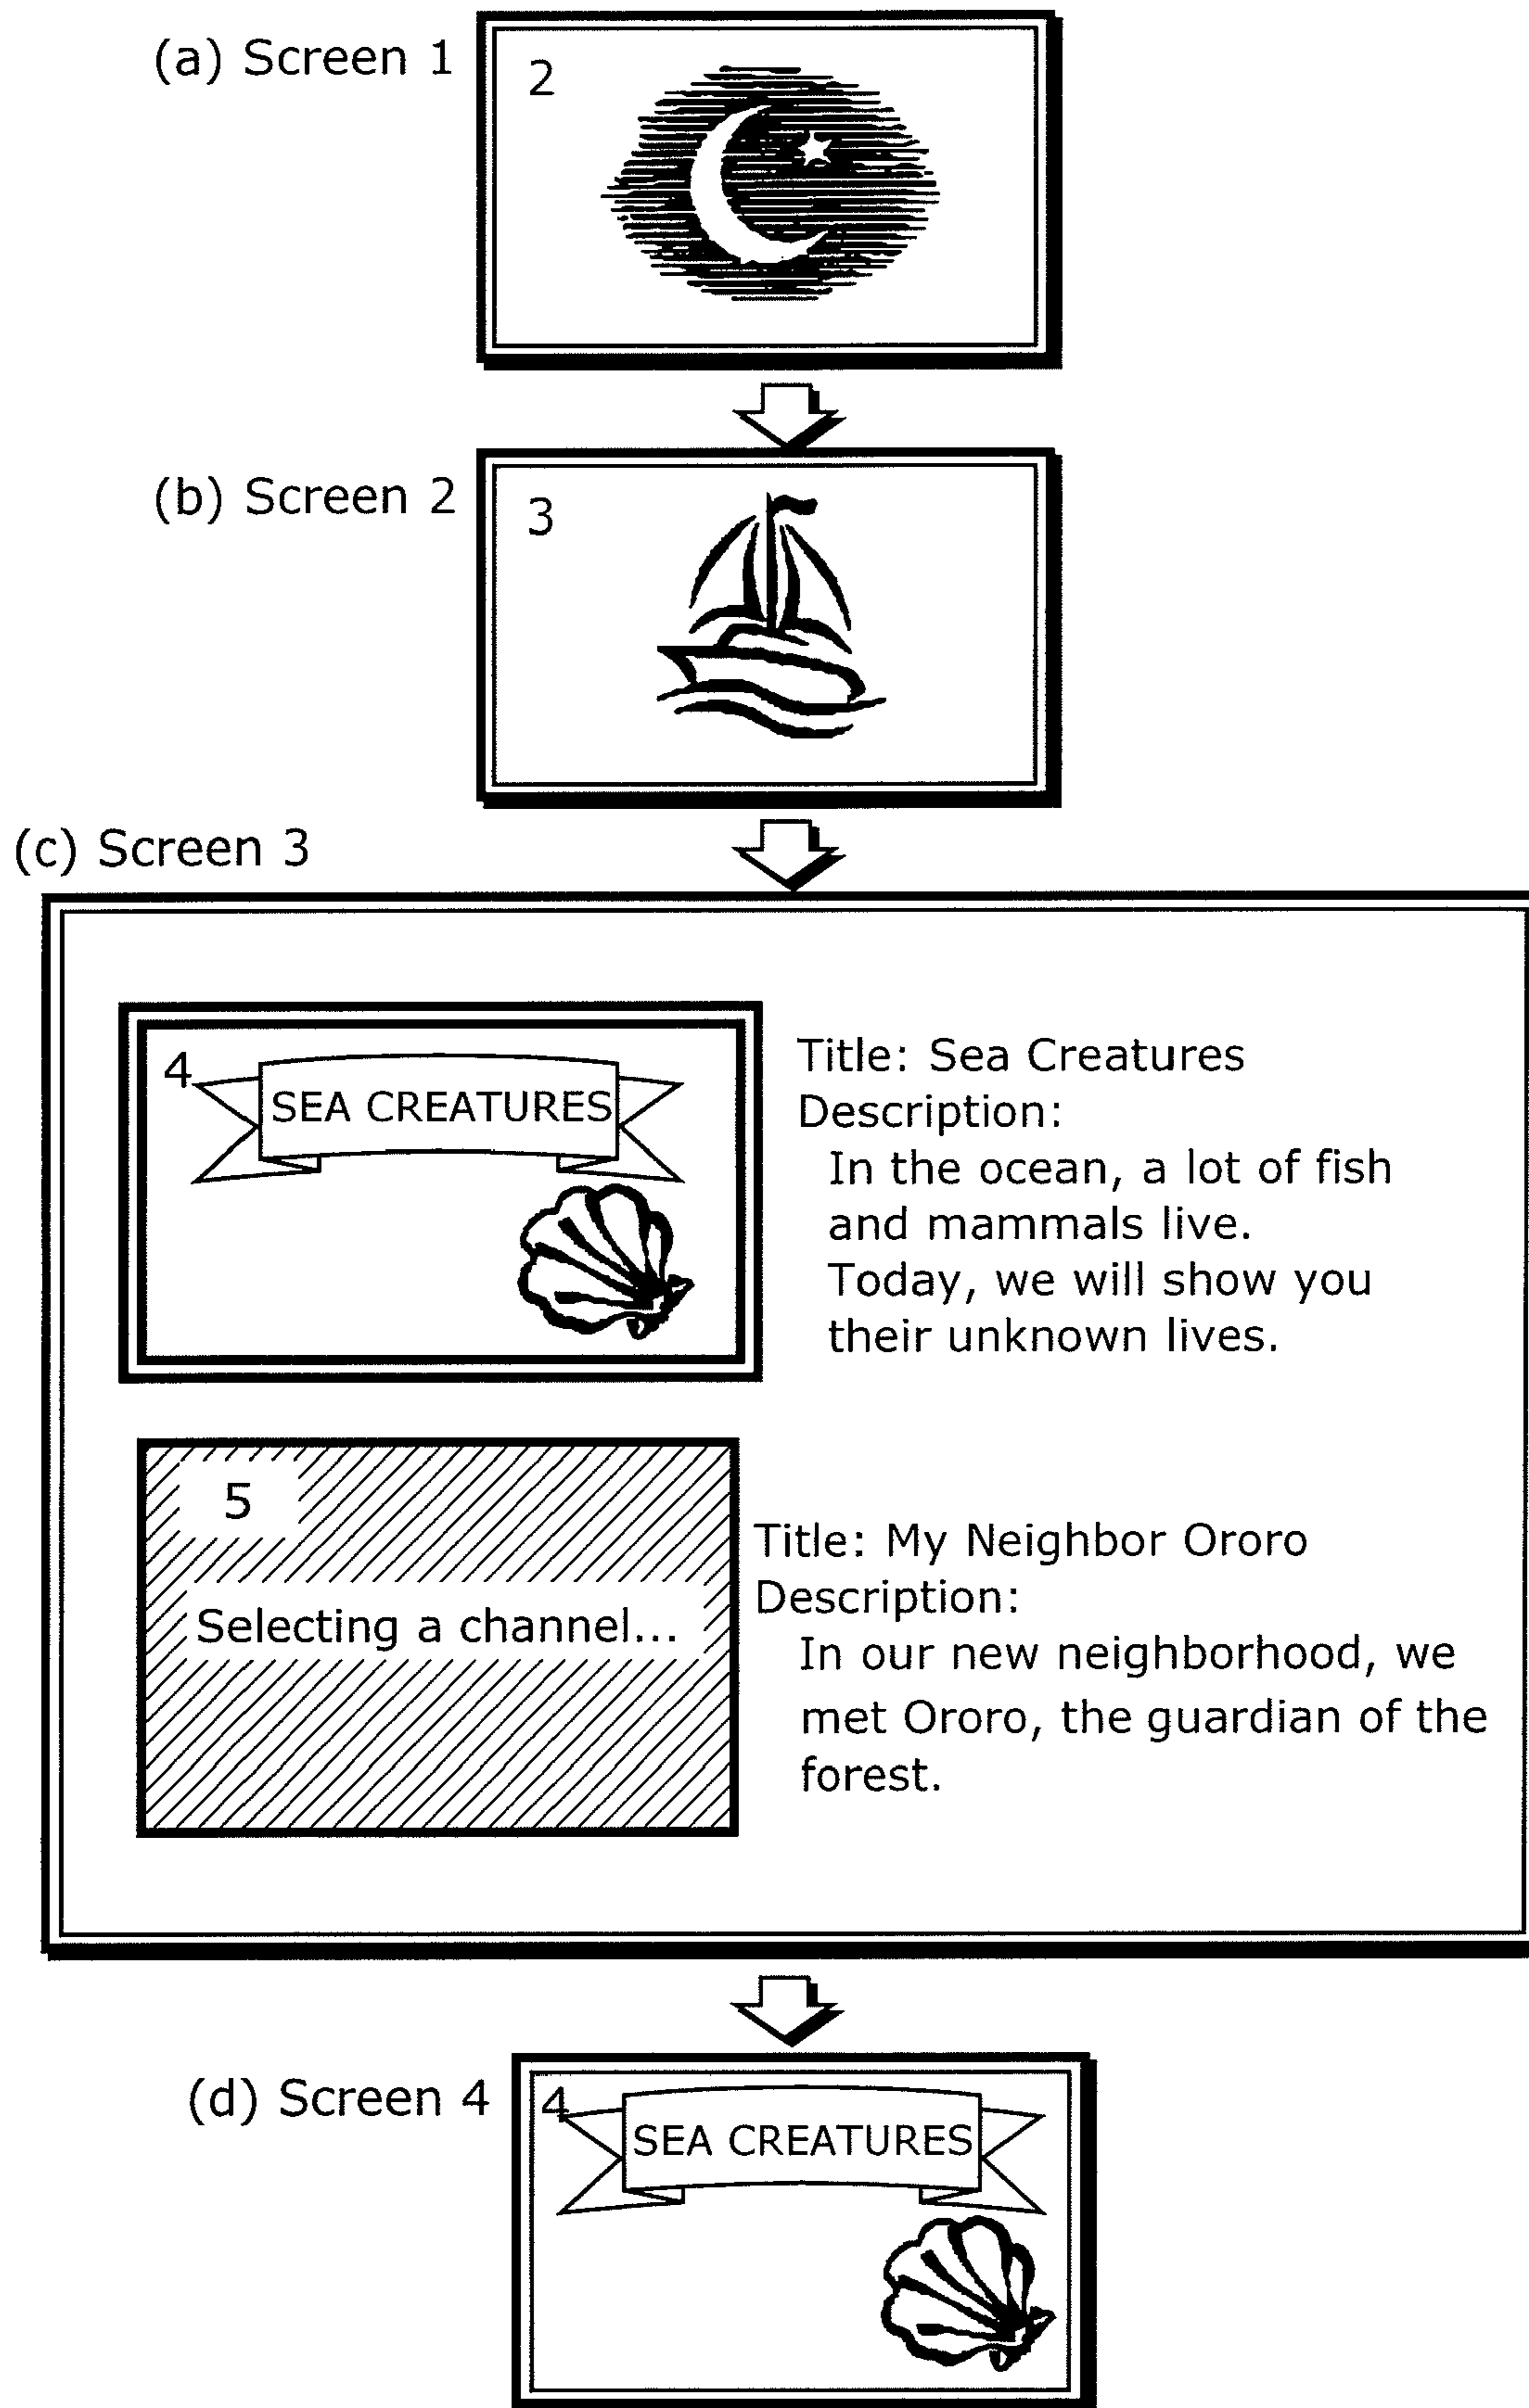 (a) Screen 1
2
(b) Screen 2
3
(c) Screen 3
4
SEA CREATURES
Title: Sea Creatures
Description:
In the ocean, a lot of fish
and mammals live.
Today, we will show you
their unknown lives.
5
Selecting a channel...
Title: My Neighbor Ororo
Description:
In our new neighborhood, we
met Ororo, the guardian of the
forest.
(d) Screen 4
4
SEA CREATURES